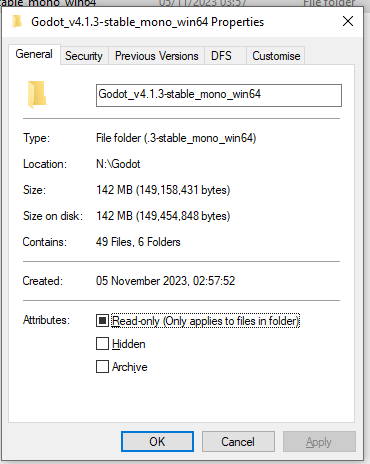 stable_mono_win64 05/11/2023 03:57 File folder
Godot_v4.1.3-stable_mono_win64 Properties
General Security Previous Versions DFS Customise
Godot_v4.1.3-stable_mono_win64
Type: File folder (.3-stable_mono_win64)
Location: N:\Godot
Size: 142 MB (149,158,431 bytes)
Size on disk: 142 MB (149,454,848 bytes)
Contains: 49 Files, 6 Folders
Created: 05 November 2023, 02:57:52
Attributes: Read-only (Only applies to files in folder)
Hidden
Archive
OK Cancel Apply